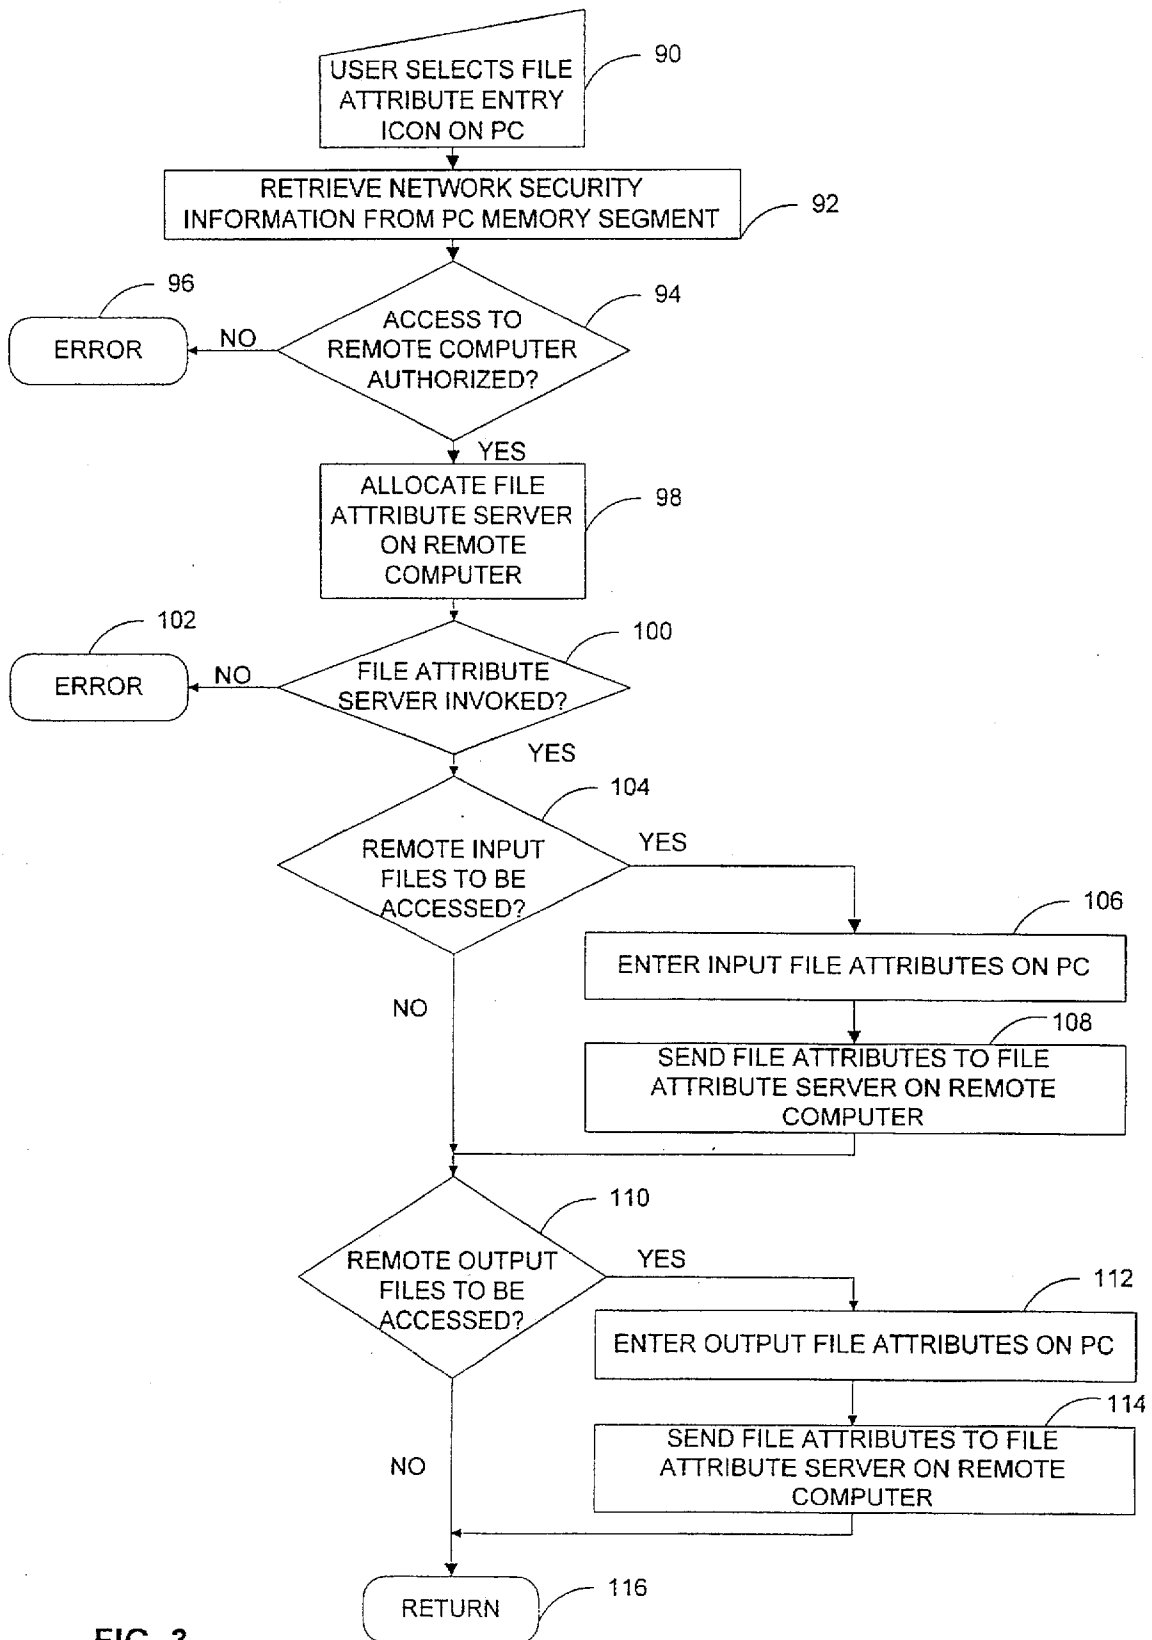 90
USER SELECTS FILE
ATTRIBUTE ENTRY
ICON ON PC
RETRIEVE NETWORK SECURITY
INFORMATION FROM PC MEMORY SEGMENT
92
96
94
ERROR
NO
ACCESS TO
REMOTE COMPUTER
AUTHORIZED?
YES
ALLOCATE FILE
ATTRIBUTE SERVER
ON REMOTE
COMPUTER
98
102
100
ERROR
NO
FILE ATTRIBUTE
SERVER INVOKED?
YES
104
REMOTE INPUT
FILES TO BE
ACCESSED?
YES
106
ENTER INPUT FILE ATTRIBUTES ON PC
NO
108
SEND FILE ATTRIBUTES TO FILE
ATTRIBUTE SERVER ON REMOTE
COMPUTER
110
REMOTE OUTPUT
FILES TO BE
ACCESSED?
YES
112
ENTER OUTPUT FILE ATTRIBUTES ON PC
114
NO
SEND FILE ATTRIBUTES TO FILE
ATTRIBUTE SERVER ON REMOTE
COMPUTER
RETURN
116
FIG. 3